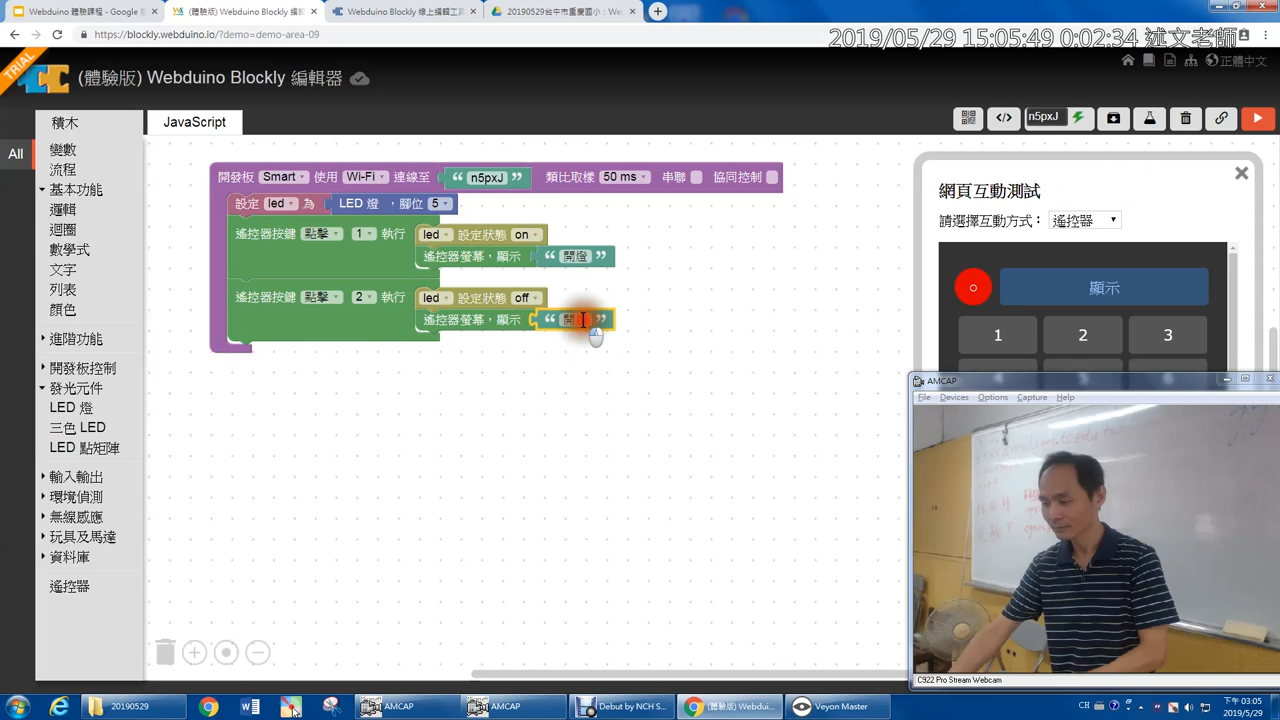 Webduino 體驗課程 - Google
(體驗版) Webduino Blockly 編輯
Webduino Blockly 線上編輯工具
20190529台中市重慶國小：We
https://blockly.webduino.io/?demo=demo-area-09
2019/05/29 15:05:49 0:02:34 述文老師
TRIAL
(體驗版) Webduino Blockly 編輯器
正體中文
積木
JavaScript
n5pxJ
All
變數
流程
基本功能
邏輯
迴圈
數學式
文字
列表
顏色
進階功能
開發板控制
發光元件
LED 燈
三色 LED
LED 點矩陣
輸入輸出
環境偵測
無線感應
玩具及馬達
資料庫
遙控器
開發板 Smart 使用 Wi-Fi 連線至 “ n5pxJ ” 類比取樣 50 ms 串聯 協同控制
設定 led 為 LED 燈 ，腳位 5
遙控器按鍵 點擊 1 執行 led 設定狀態 on
遙控器螢幕，顯示 “ 開燈 ”
遙控器按鍵 點擊 2 執行 led 設定狀態 off
遙控器螢幕，顯示 “ 開 ”
網頁互動測試
請選擇互動方式： 遙控器
顯示
1 2 3
AMCAP
File Devices Options Capture Help
C922 Pro Stream Webcam
20190529
AMCAP
AMCAP
Debut by NCH S...
(體驗版) Webdui...
Veyon Master
CH
下午 03:05
2019/5/29